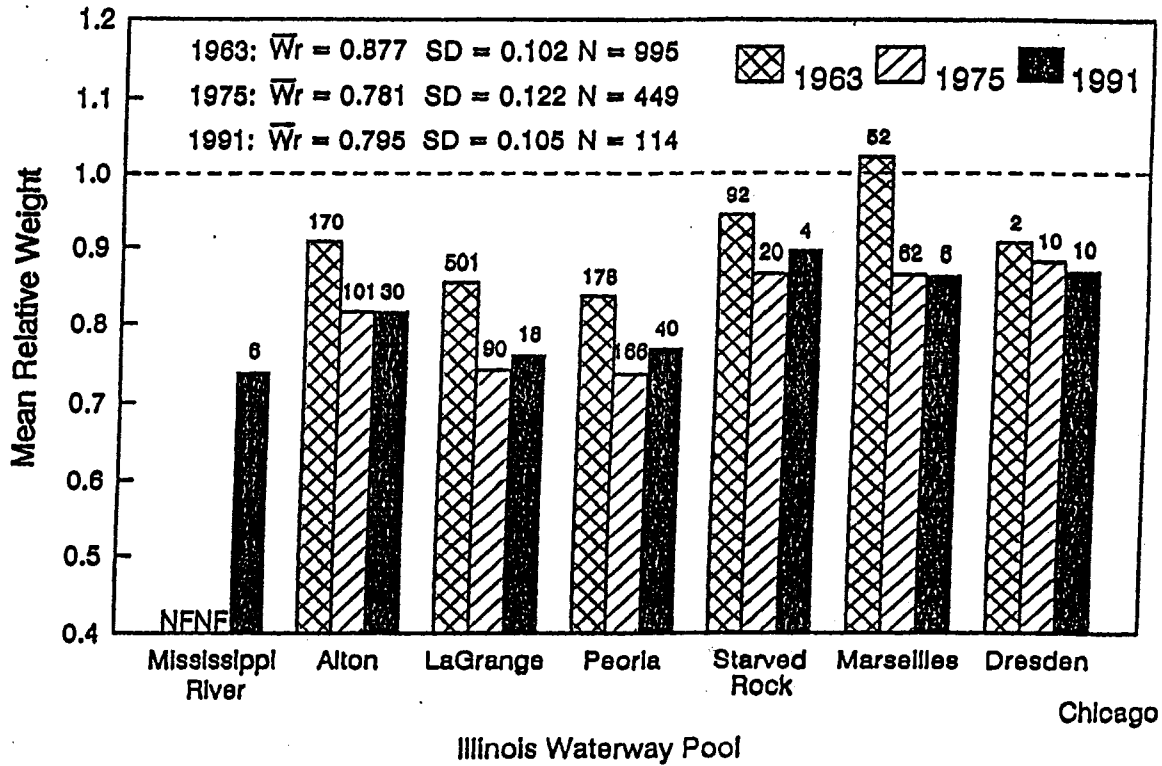 1.2
1.1
1.0
0.9
0.8
0.7
0.6
0.5
0.4
Mean Relative Weight
1963: W̅r = 0.877 SD = 0.102 N = 995
1975: W̅r = 0.781 SD = 0.122 N = 449
1991: W̅r = 0.795 SD = 0.105 N = 114
1963 1975 1991
NF NF 6
170 101 30
501 90 18
178 166 40
92 20 4
52 62 6
2 10 10
Mississippi River
Alton
LaGrange
Peoria
Starved Rock
Marseilles
Dresden
Chicago
Illinois Waterway Pool